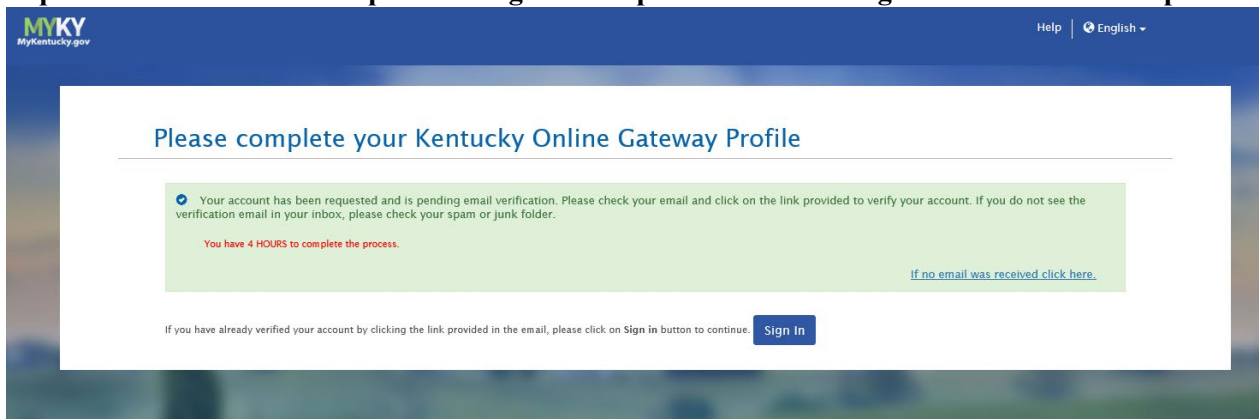 MYKY
MyKentucky.gov
Help
English
Please complete your Kentucky Online Gateway Profile
Your account has been requested and is pending email verification. Please check your email and click on the link provided to verify your account. If you do not see the
verification email in your inbox, please check your spam or junk folder.
You have 4 HOURS to complete the process.
If no email was received click here.
If you have already verified your account by clicking the link provided in the email, please click on Sign in button to continue. Sign In